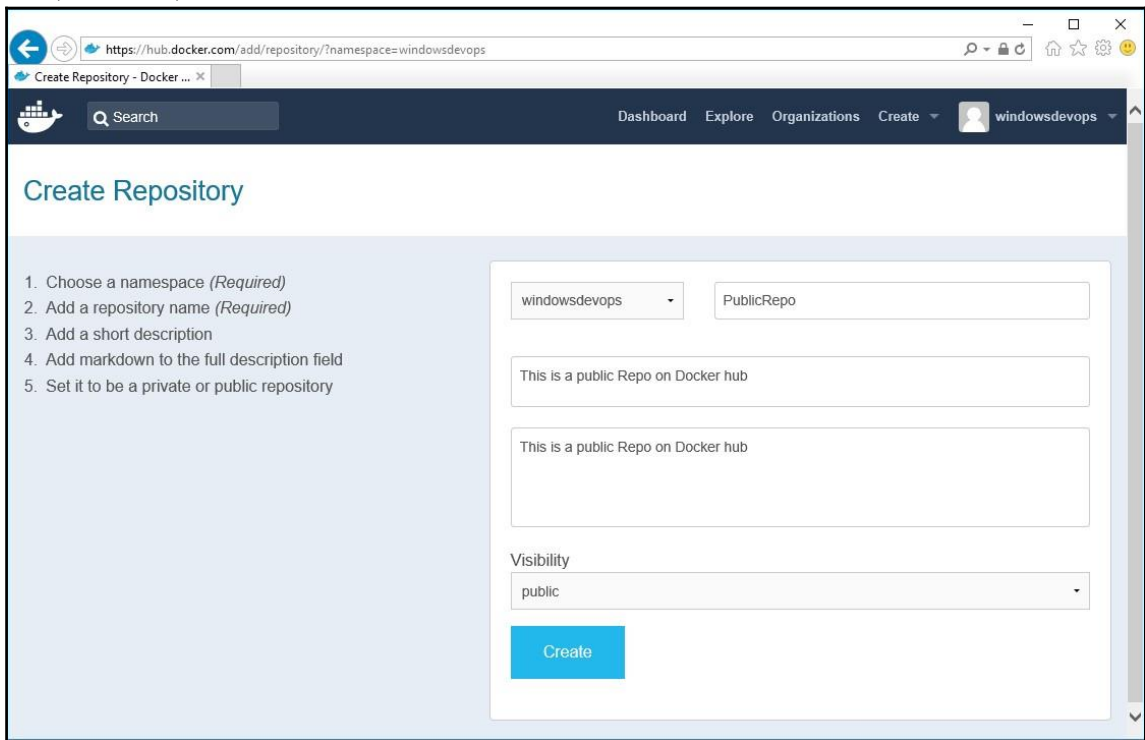 https://hub.docker.com/add/repository/?namespace=windowsdevops
Create Repository - Docker ...
Search
Dashboard Explore Organizations Create windowsdevops
Create Repository
1. Choose a namespace (Required)
2. Add a repository name (Required)
3. Add a short description
4. Add markdown to the full description field
5. Set it to be a private or public repository
windowsdevops PublicRepo
This is a public Repo on Docker hub
This is a public Repo on Docker hub
Visibility
public
Create